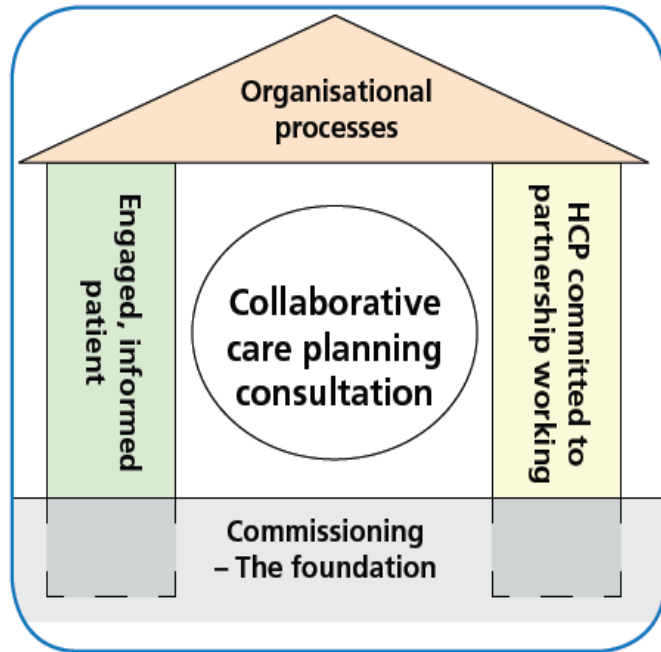 Organisational
processes
Engaged, informed
patient
Collaborative
care planning
consultation
HCP committed to
partnership working
Commissioning
– The foundation